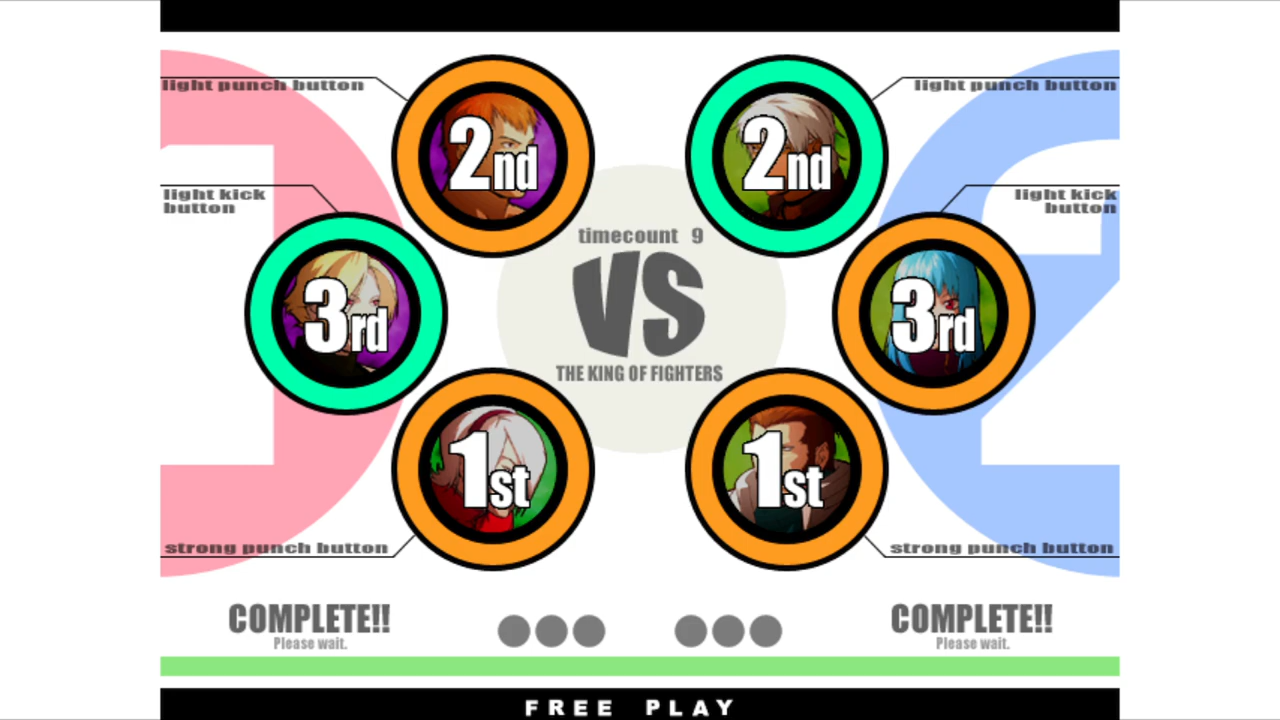 light punch button
light punch button
2nd
2nd
light kick
button
light kick
button
timecount 9
VS
THE KING OF FIGHTERS
3rd
3rd
1st
1st
strong punch button
strong punch button
COMPLETE!!
Please wait.
COMPLETE!!
Please wait.
FREE PLAY